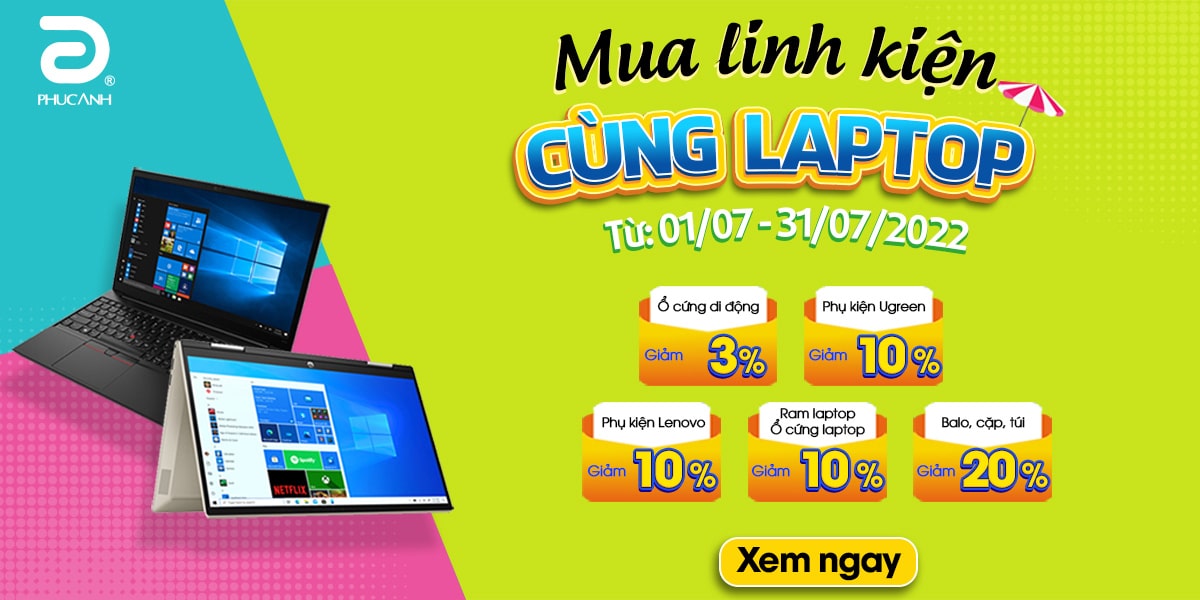 PHUCANH
®
Mua linh kiện
CÙNG LAPTOP
Từ: 01/07 - 31/07/2022
Ổ cứng di động
Giảm 3%
Phụ kiện Ugreen
Giảm 10%
Phụ kiện Lenovo
Giảm 10%
Ram laptop
Ổ cứng laptop
Giảm 10%
Balo, cặp, túi
Giảm 20%
Spotify
NETFLIX
Xem ngay